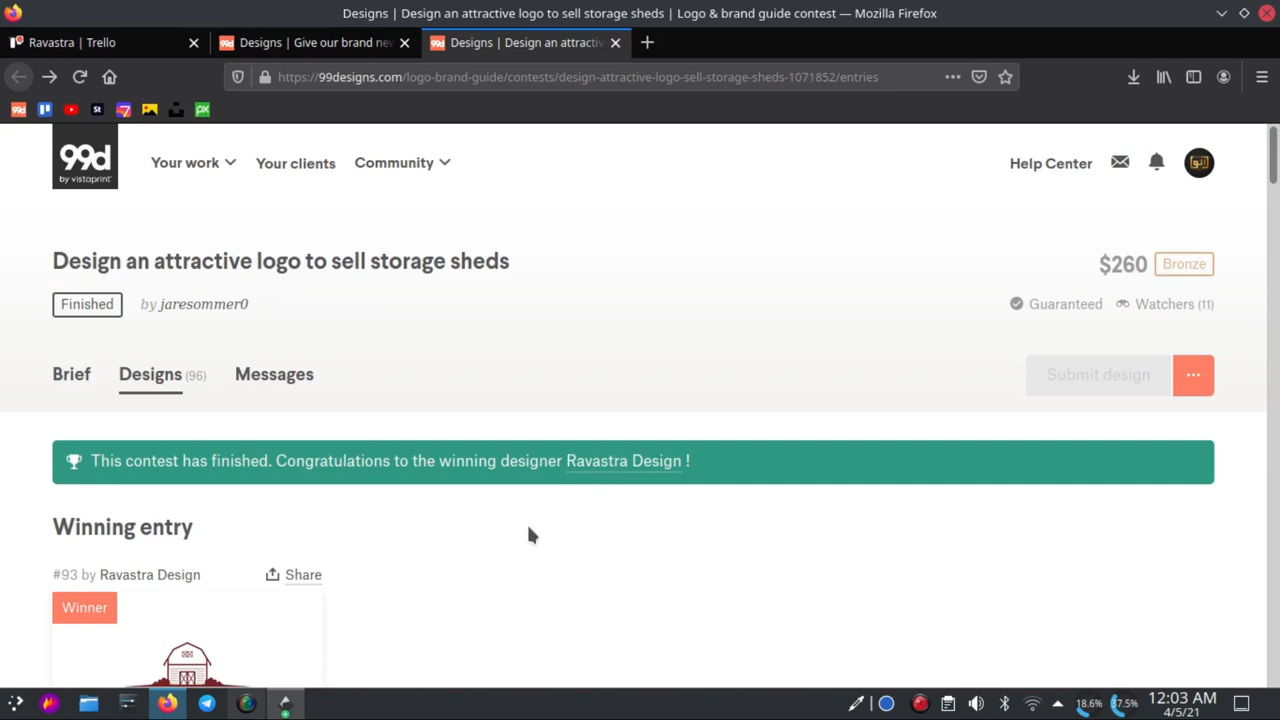 Designs | Design an attractive logo to sell storage sheds | Logo & brand guide contest — Mozilla Firefox
Ravastra | Trello
Designs | Give our brand nev
Designs | Design an attractiv
https://99designs.com/logo-brand-guide/contests/design-attractive-logo-sell-storage-sheds-1071852/entries
99d
by vistaprint
Your work
Your clients
Community
Help Center
Design an attractive logo to sell storage sheds
$260
Bronze
Finished
by jaresommer0
Guaranteed
Watchers (11)
Brief
Designs (96)
Messages
Submit design
This contest has finished. Congratulations to the winning designer Ravastra Design !
Winning entry
#93 by Ravastra Design
Share
Winner
18.6%
37.5%
12:03 AM
4/5/21